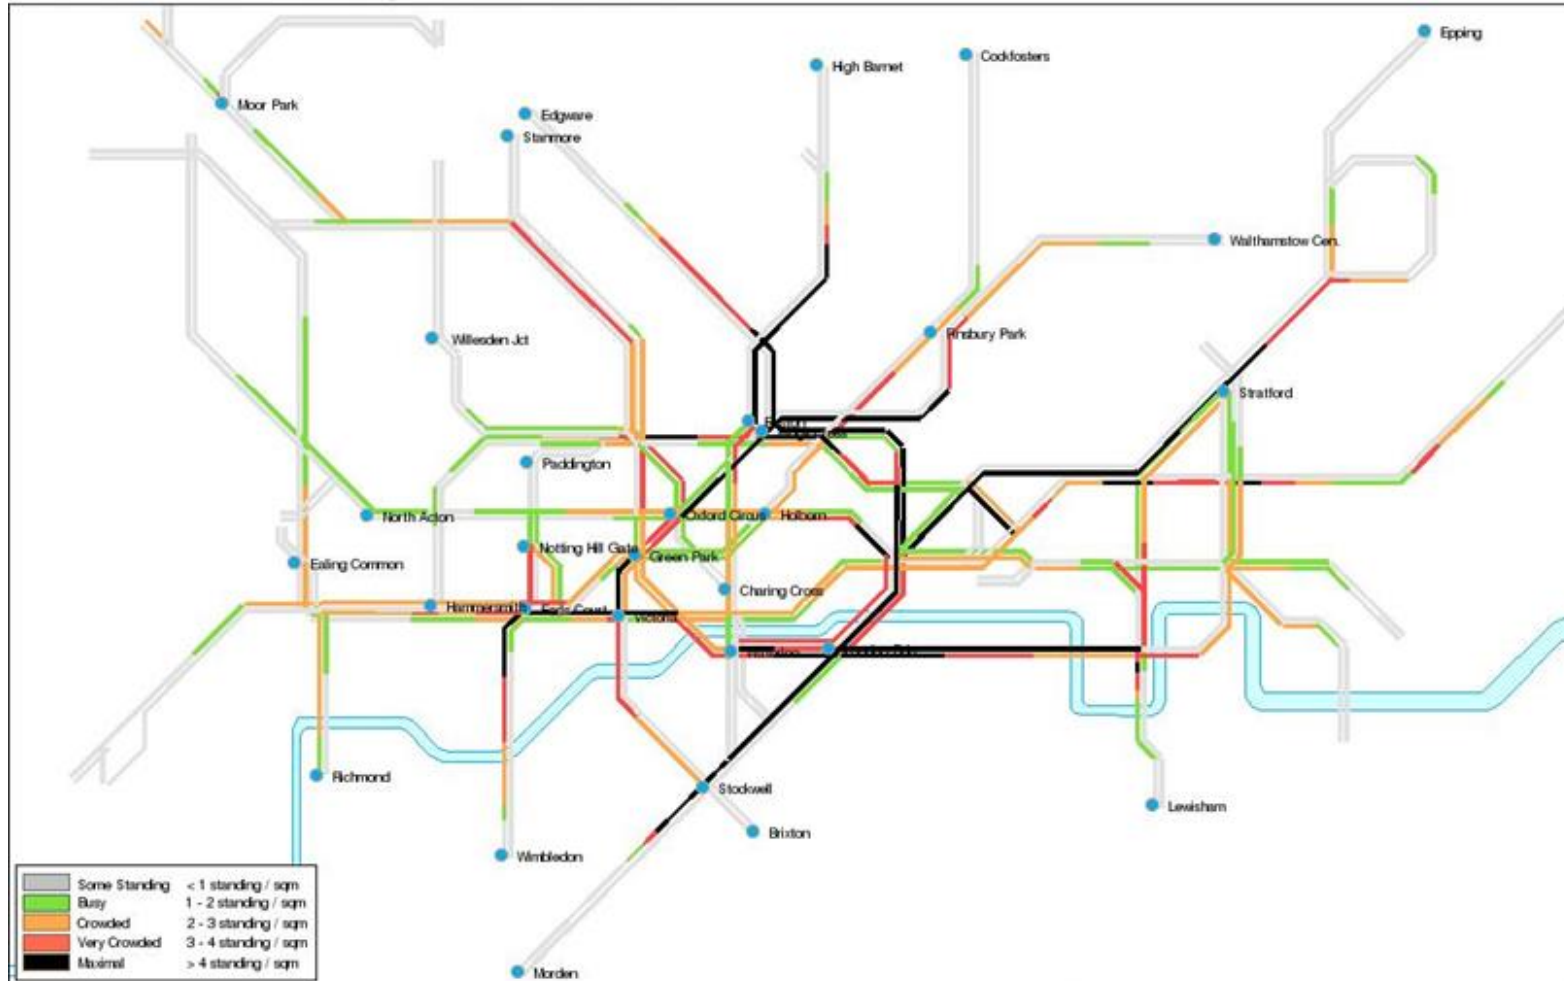 Epping
Cockfosters
High Barnet
Moor Park
Edgware
Stanmore
Walthamstow Cen.
Finsbury Park
Willesden Jct
Stratford
Paddington
North Acton
Oxford Circus
Holborn
Notting Hill Gate
Green Park
Ealing Common
Charing Cross
Hammersmith
Earls Court
Victoria
Richmond
Stockwell
Lewisham
Brixton
Wimbledon
Morden
Some Standing < 1 standing / sqm
Busy 1 - 2 standing / sqm
Crowded 2 - 3 standing / sqm
Very Crowded 3 - 4 standing / sqm
Maximal > 4 standing / sqm